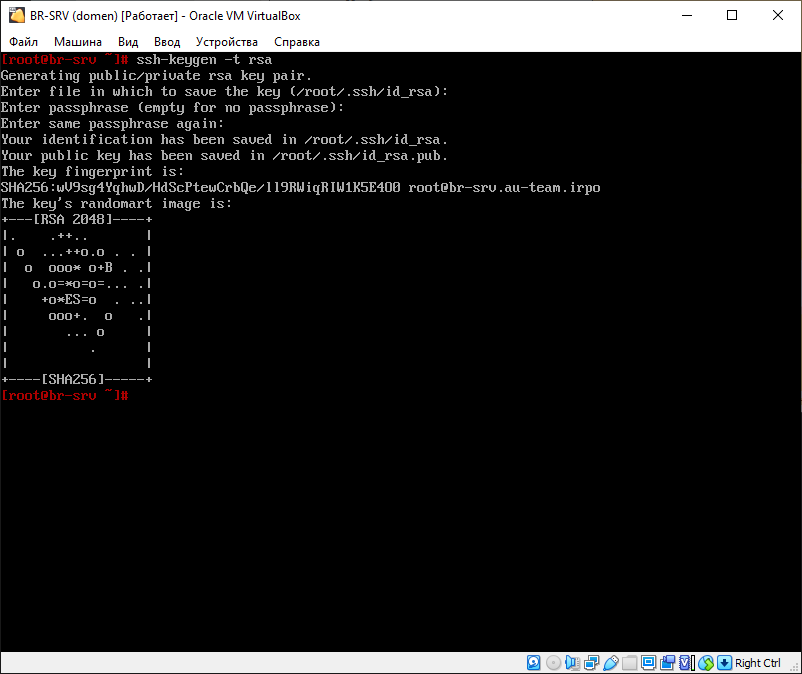 BR-SRV (domen) [Работает] - Oracle VM VirtualBox
Файл Машина Вид Ввод Устройства Справка
[root@br-srv ~]# ssh-keygen -t rsa
Generating public/private rsa key pair.
Enter file in which to save the key (/root/.ssh/id_rsa):
Enter passphrase (empty for no passphrase):
Enter same passphrase again:
Your identification has been saved in /root/.ssh/id_rsa.
Your public key has been saved in /root/.ssh/id_rsa.pub.
The key fingerprint is:
SHA256:wV9sg4YqhwD/HdScPtewCrbQe/ll9RWiqRIW1K5E4O0 root@br-srv.au-team.irpo
The key's randomart image is:
+---[RSA 2048]----+
|.    .++..       |
| o  ...++o.o . . |
|  o  ooo* o+B . .|
|   o.o=*o=o=... .|
|    +o*ES=o  . ..|
|     ooo+.  o   .|
|       ... o     |
|          .      |
|                 |
+----[SHA256]-----+
[root@br-srv ~]#
Right Ctrl